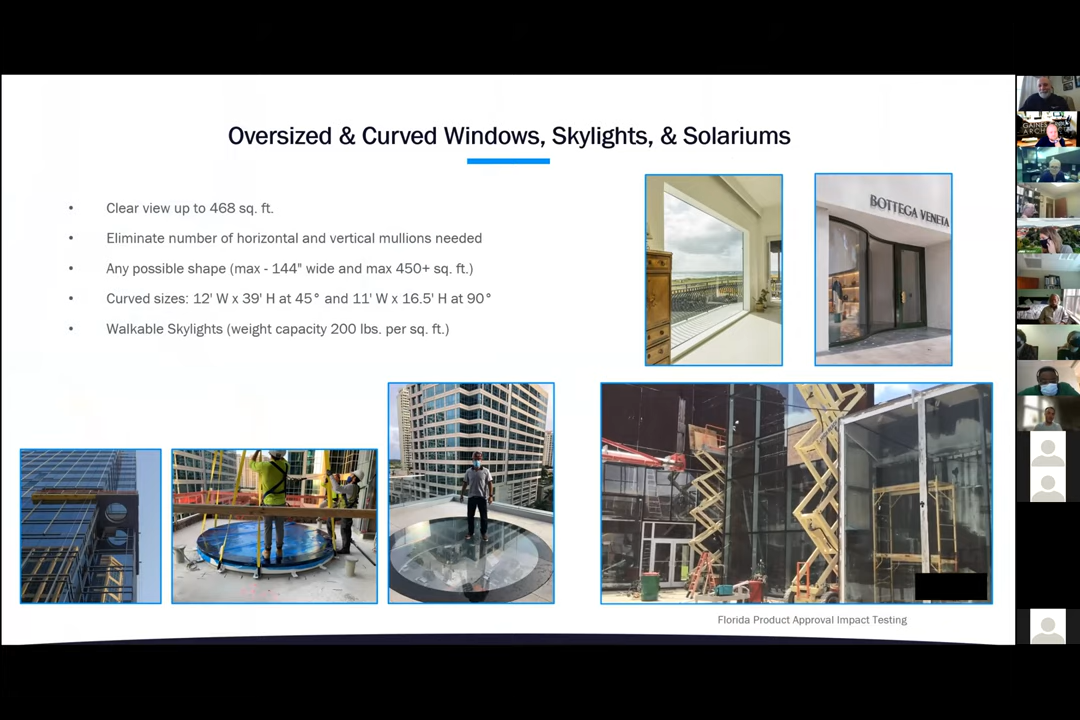 Oversized & Curved Windows, Skylights, & Solariums
• Clear view up to 468 sq. ft.
• Eliminate number of horizontal and vertical mullions needed
• Any possible shape (max - 144" wide and max 450+ sq. ft.)
• Curved sizes: 12' W x 39' H at 45° and 11' W x 16.5' H at 90°
• Walkable Skylights (weight capacity 200 lbs. per sq. ft.)
BOTTEGA VENETA
Florida Product Approval Impact Testing